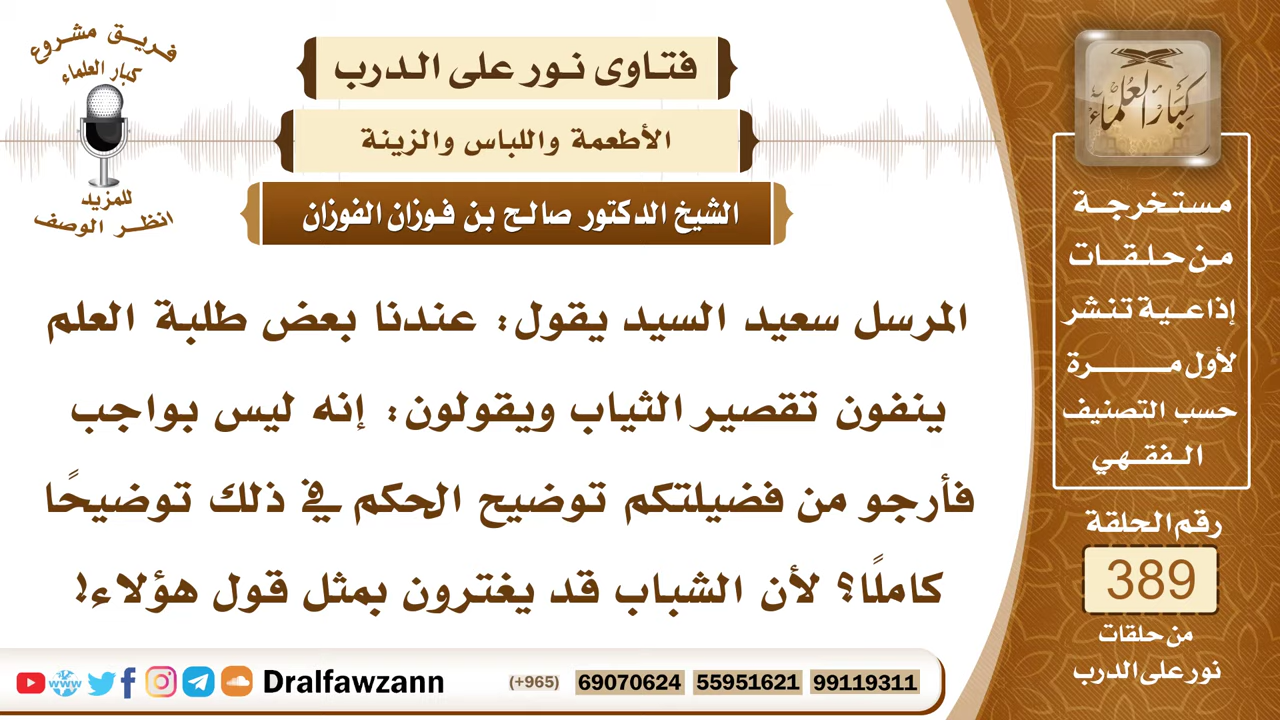 فريق مشروع
كبار العلماء
للمزيد
انظر الوصف
فتاوى نور على الدرب
الأطعمة واللباس والزينة
الشيخ الدكتور صالح بن فوزان الفوزان
المرسل سعيد السيد يقول: عندنا بعض طلبة العلم
ينفون تقصير الثياب ويقولون: إنه ليس بواجب
فأرجو من فضيلتكم توضيح الحكم في ذلك توضيحًا
كاملًا؟ لأن الشباب قد يغترون بمثل قول هؤلاء!
كبار العلماء
مستخرجة
من حلقات
إذاعية تنشر
لأول مرة
حسب التصنيف
الفقهي
رقم الحلقة
389
من حلقات
نور على الدرب
www
Dralfawzann
(+965) 69070624 55951621 99119311